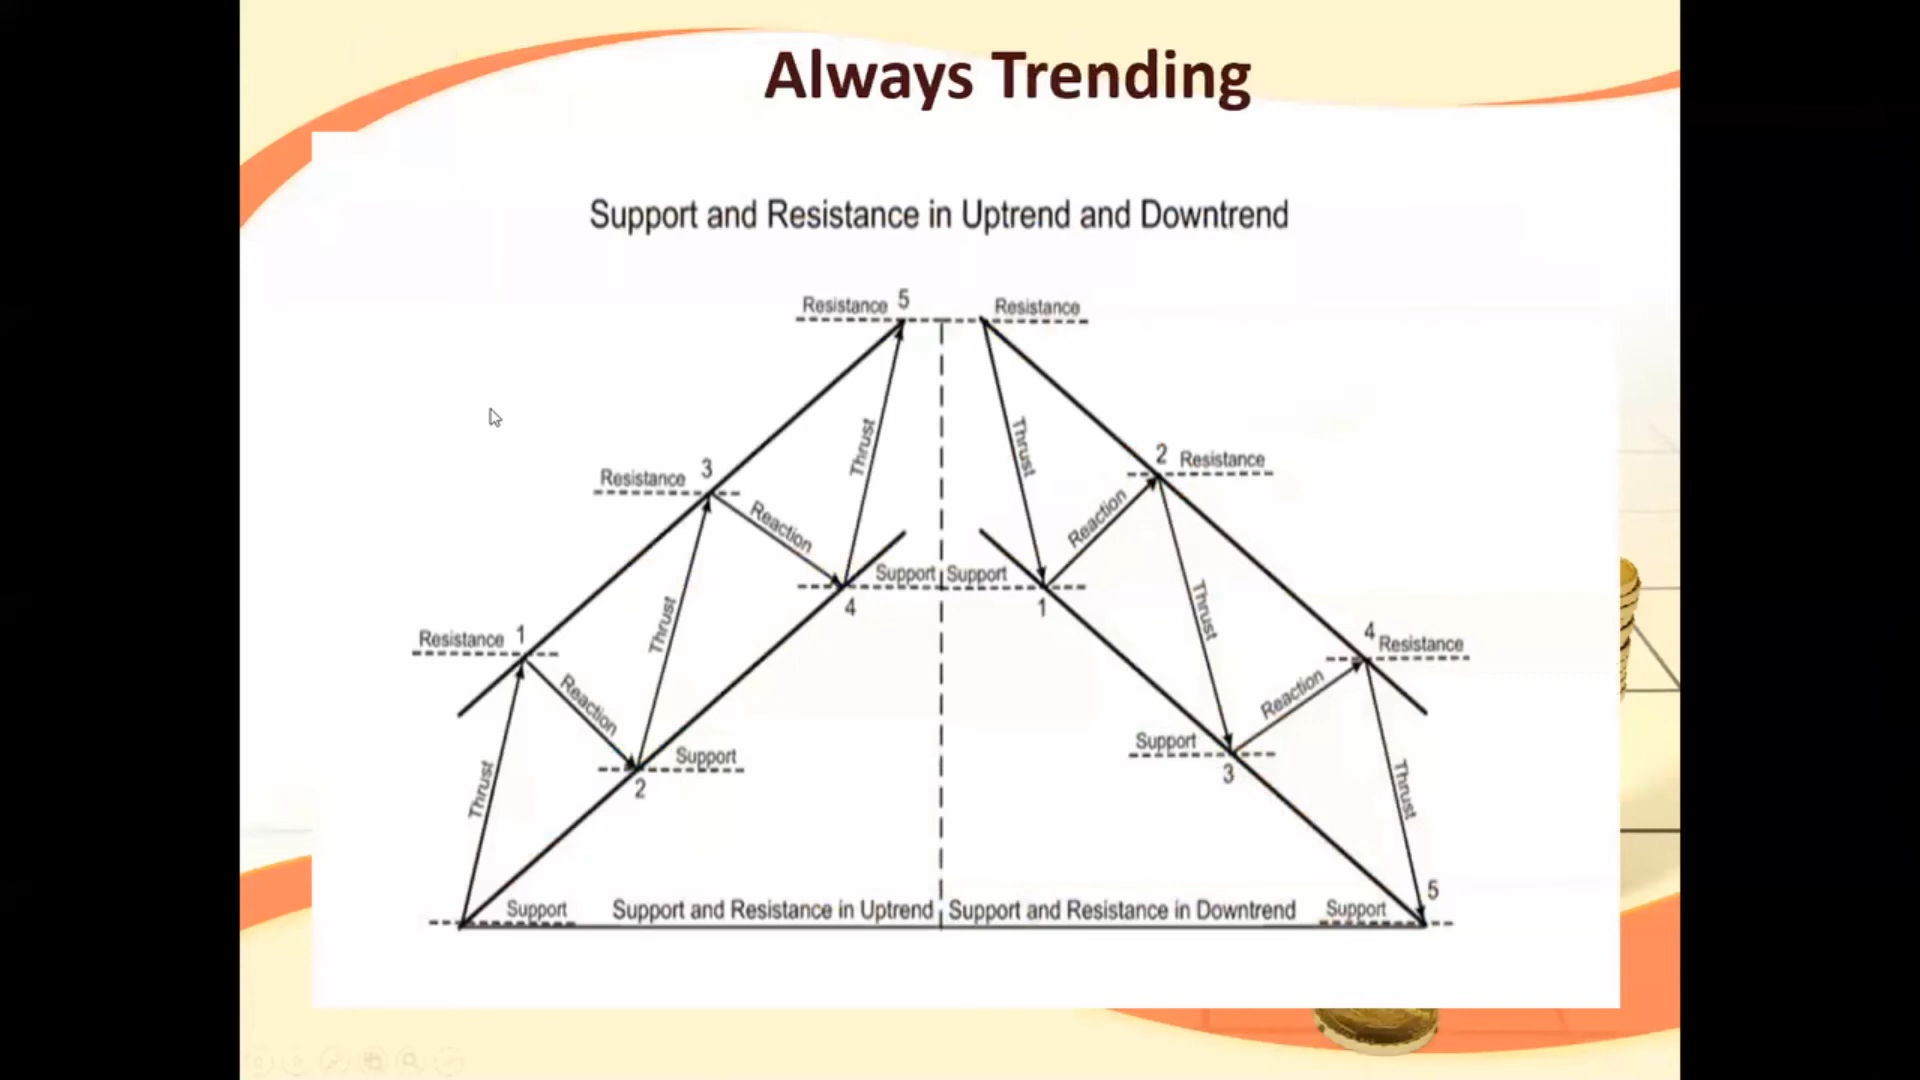 Always Trending
Support and Resistance in Uptrend and Downtrend
Resistance 5
Resistance
Thrust
Thrust
2 Resistance
Resistance 3
Reaction
Reaction
Support
Support
4
1
Thrust
Thrust
Resistance 1
4 Resistance
Reaction
Reaction
Support
2
Support
3
Thrust
Thrust
5
Support
Support and Resistance in Uptrend
Support and Resistance in Downtrend
Support